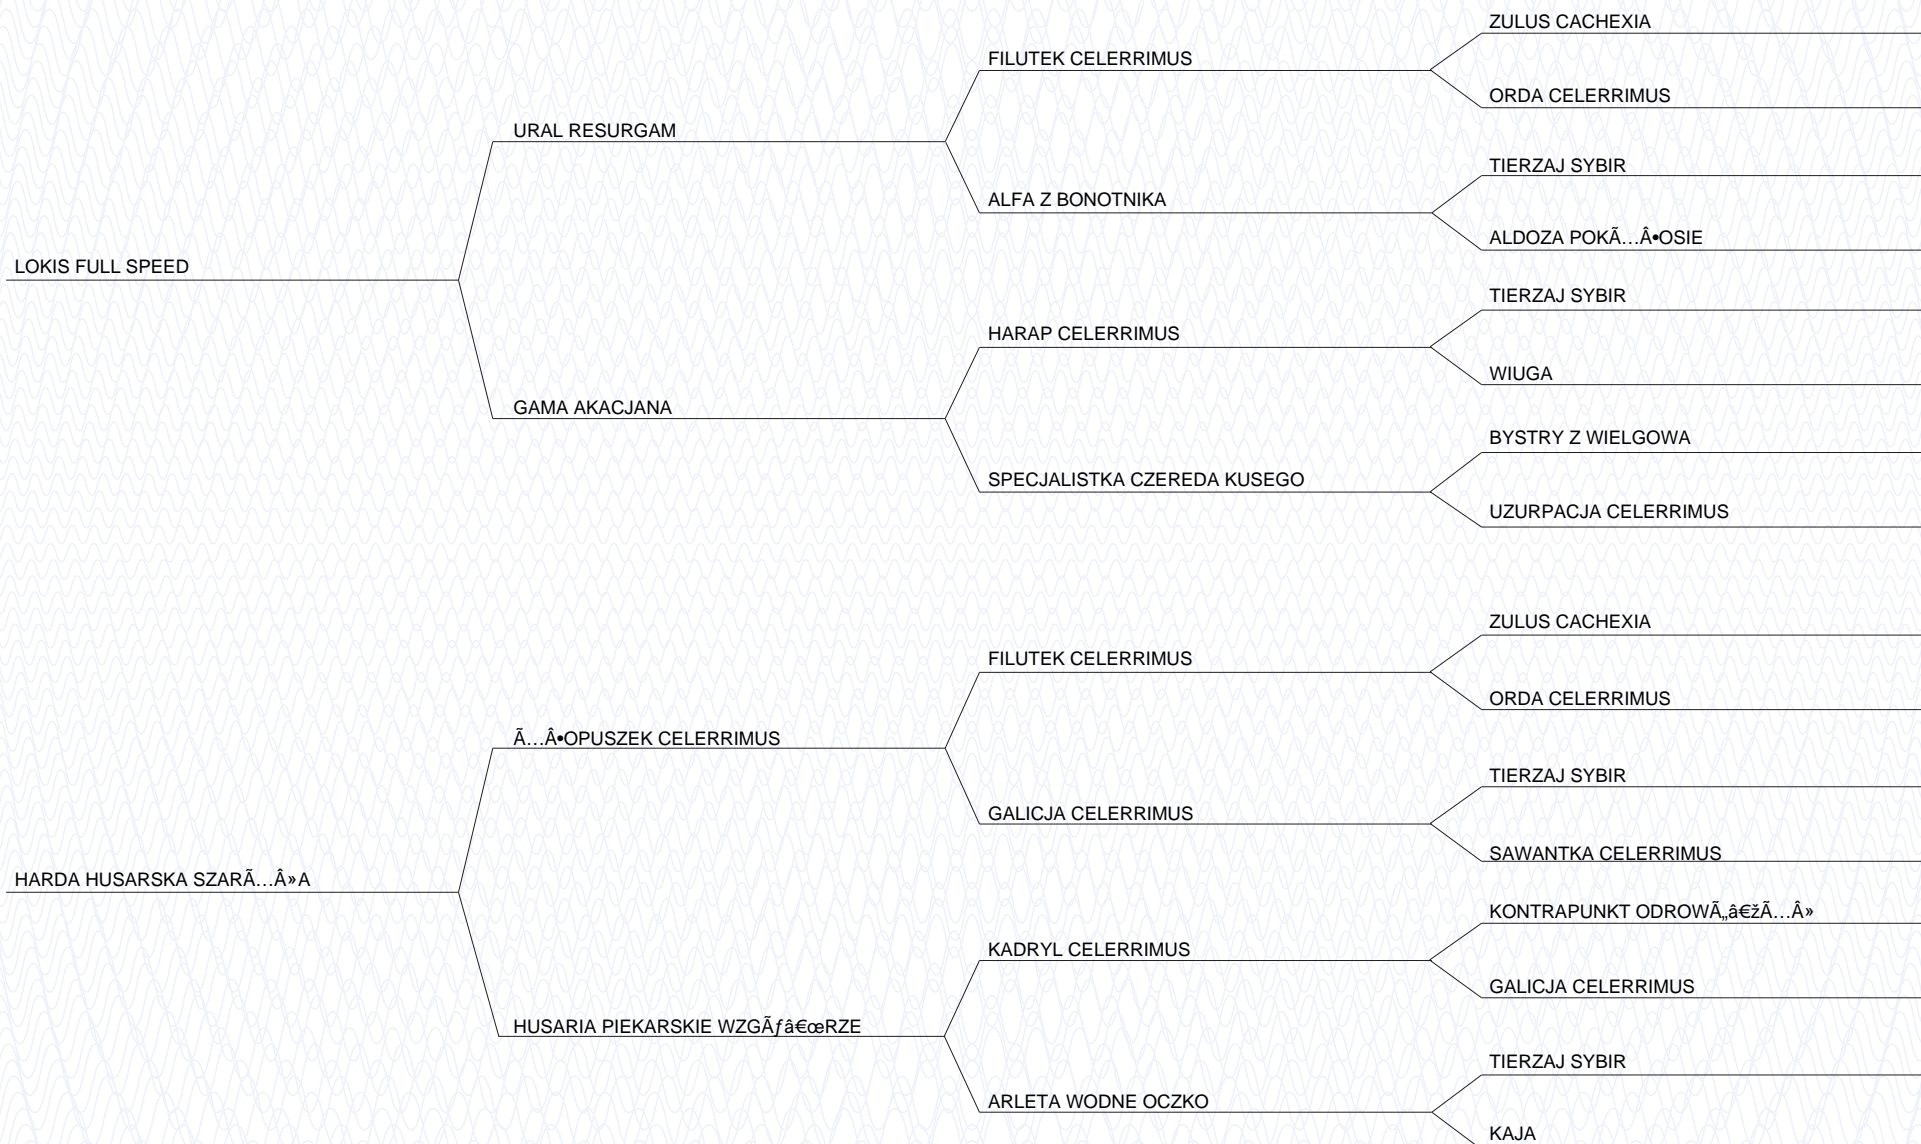 ZULUS CACHEXIA
FILUTEK CELERRIMUS
ORDA CELERRIMUS
URAL RESURGAM
TIERZAJ SYBIR
ALFA Z BONOTNIKA
ALDOZA POKÃ…Â•OSIE
LOKIS FULL SPEED
TIERZAJ SYBIR
HARAP CELERRIMUS
WIUGA
GAMA AKACJANA
BYSTRY Z WIELGOWA
SPECJALISTKA CZEREDA KUSEGO
UZURPACJA CELERRIMUS
ZULUS CACHEXIA
FILUTEK CELERRIMUS
ORDA CELERRIMUS
Ã…Â•OPUSZEK CELERRIMUS
TIERZAJ SYBIR
GALICJA CELERRIMUS
SAWANTKA CELERRIMUS
HARDA HUSARSKA SZARÃ…Â»A
KONTRAPUNKT ODROWÃ„â€žÃ…Â»
KADRYL CELERRIMUS
GALICJA CELERRIMUS
HUSARIA PIEKARSKIE WZGÃƒâ€œRZE
TIERZAJ SYBIR
ARLETA WODNE OCZKO
KAJA